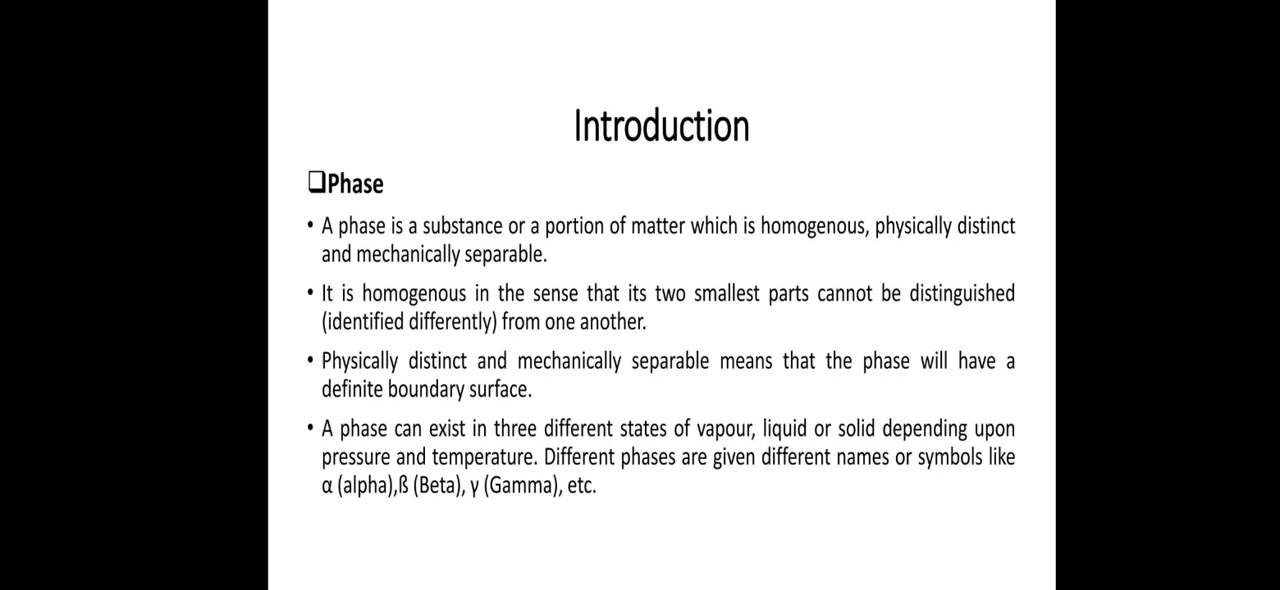 Introduction
❑Phase
• A phase is a substance or a portion of matter which is homogenous, physically distinct
and mechanically separable.
• It is homogenous in the sense that its two smallest parts cannot be distinguished
(identified differently) from one another.
• Physically distinct and mechanically separable means that the phase will have a
definite boundary surface.
• A phase can exist in three different states of vapour, liquid or solid depending upon
pressure and temperature. Different phases are given different names or symbols like
α (alpha),ß (Beta), γ (Gamma), etc.